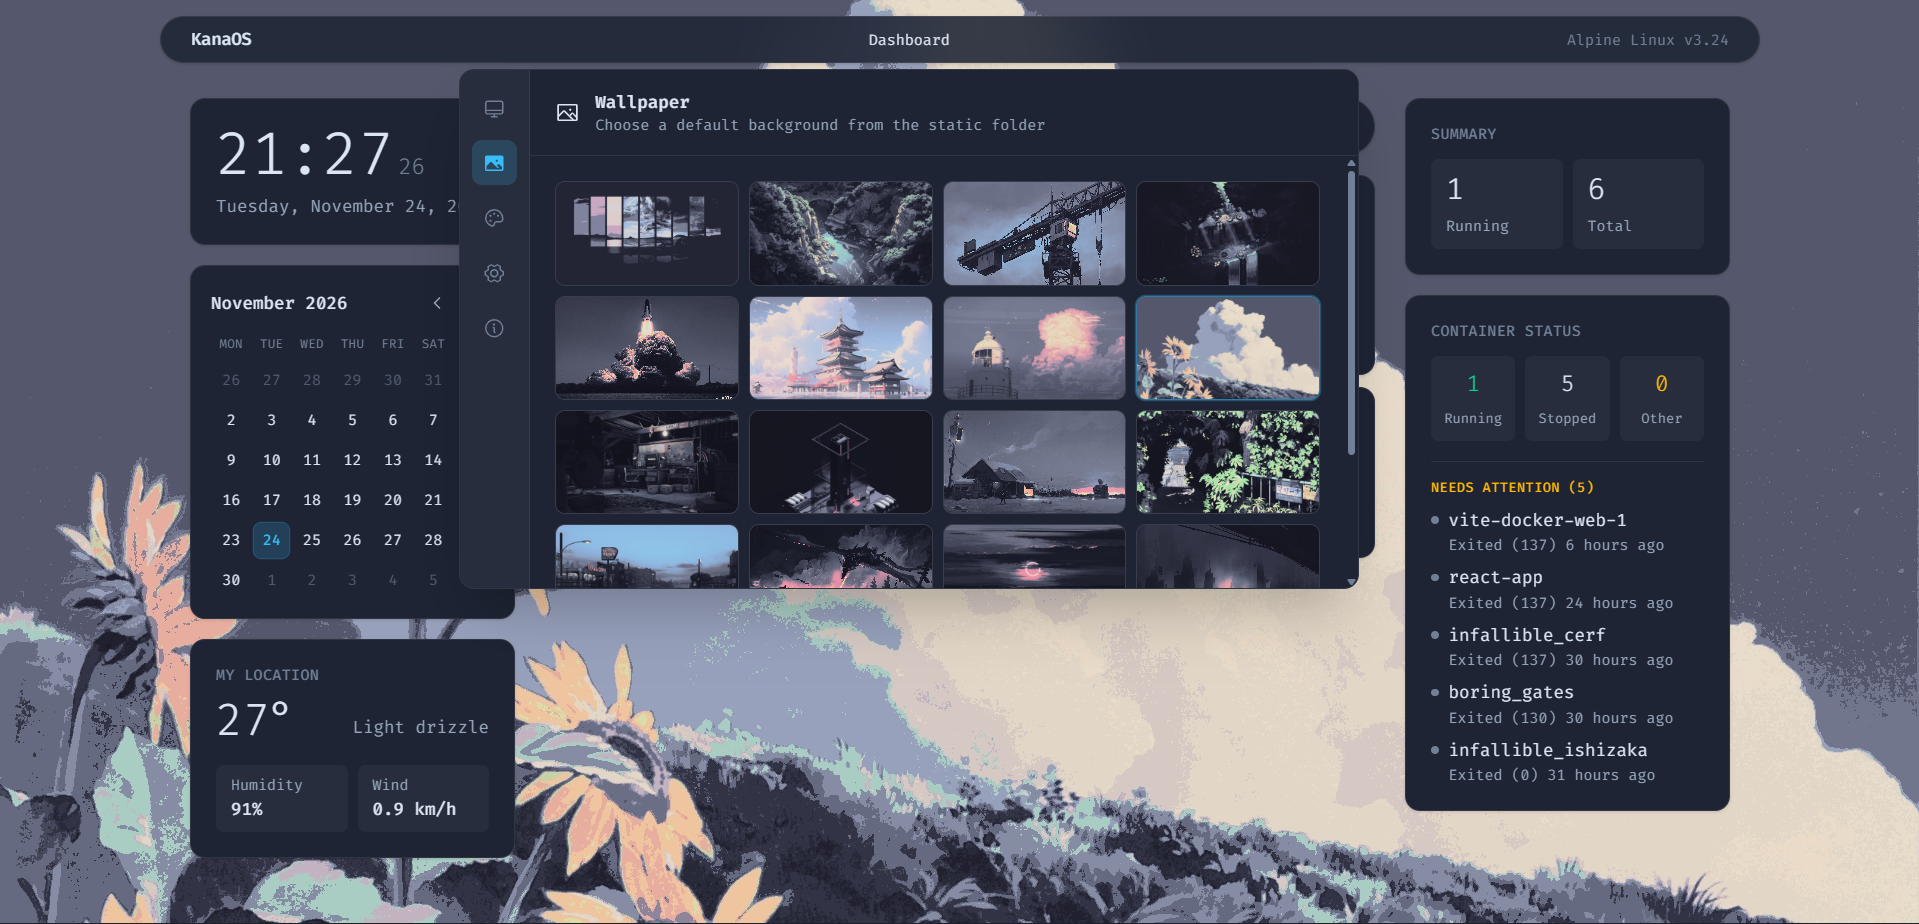 KanaOS
Dashboard
Alpine Linux v3.24
21:27 26
Tuesday, November 24, 2
November 2026
MON TUE WED THU FRI SAT
26 27 28 29 30 31
2 3 4 5 6 7
9 10 11 12 13 14
16 17 18 19 20 21
23 24 25 26 27 28
30 1 2 3 4 5
MY LOCATION
27°
Light drizzle
Humidity
91%
Wind
0.9 km/h
Wallpaper
Choose a default background from the static folder
SUMMARY
1
Running
6
Total
CONTAINER STATUS
1
Running
5
Stopped
0
Other
NEEDS ATTENTION (5)
vite-docker-web-1
Exited (137) 6 hours ago
react-app
Exited (137) 24 hours ago
infallible_cerf
Exited (137) 30 hours ago
boring_gates
Exited (130) 30 hours ago
infallible_ishizaka
Exited (0) 31 hours ago